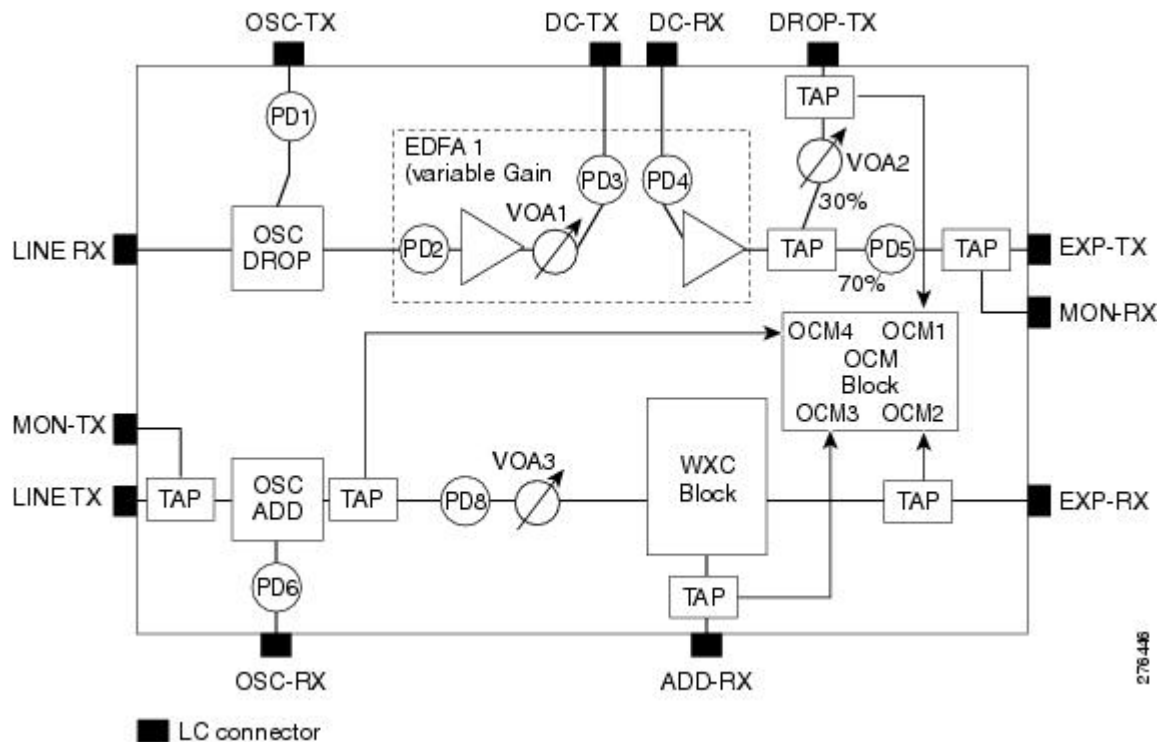 OSC-TX
DC-TX
DC-RX
DROP-TX
TAP
PD1
EDFA 1
(variable Gain
PD3
PD4
VOA2
30%
VOA1
LINE RX
OSC
DROP
PD2
TAP
PD5
70%
TAP
EXP-TX
MON-RX
OCM4
OCM1
OCM
Block
OCM3
OCM2
MON-TX
LINE TX
TAP
OSC
ADD
TAP
PD8
VOA3
WXC
Block
TAP
EXP-RX
PD6
TAP
OSC-RX
ADD-RX
276446
LC connector